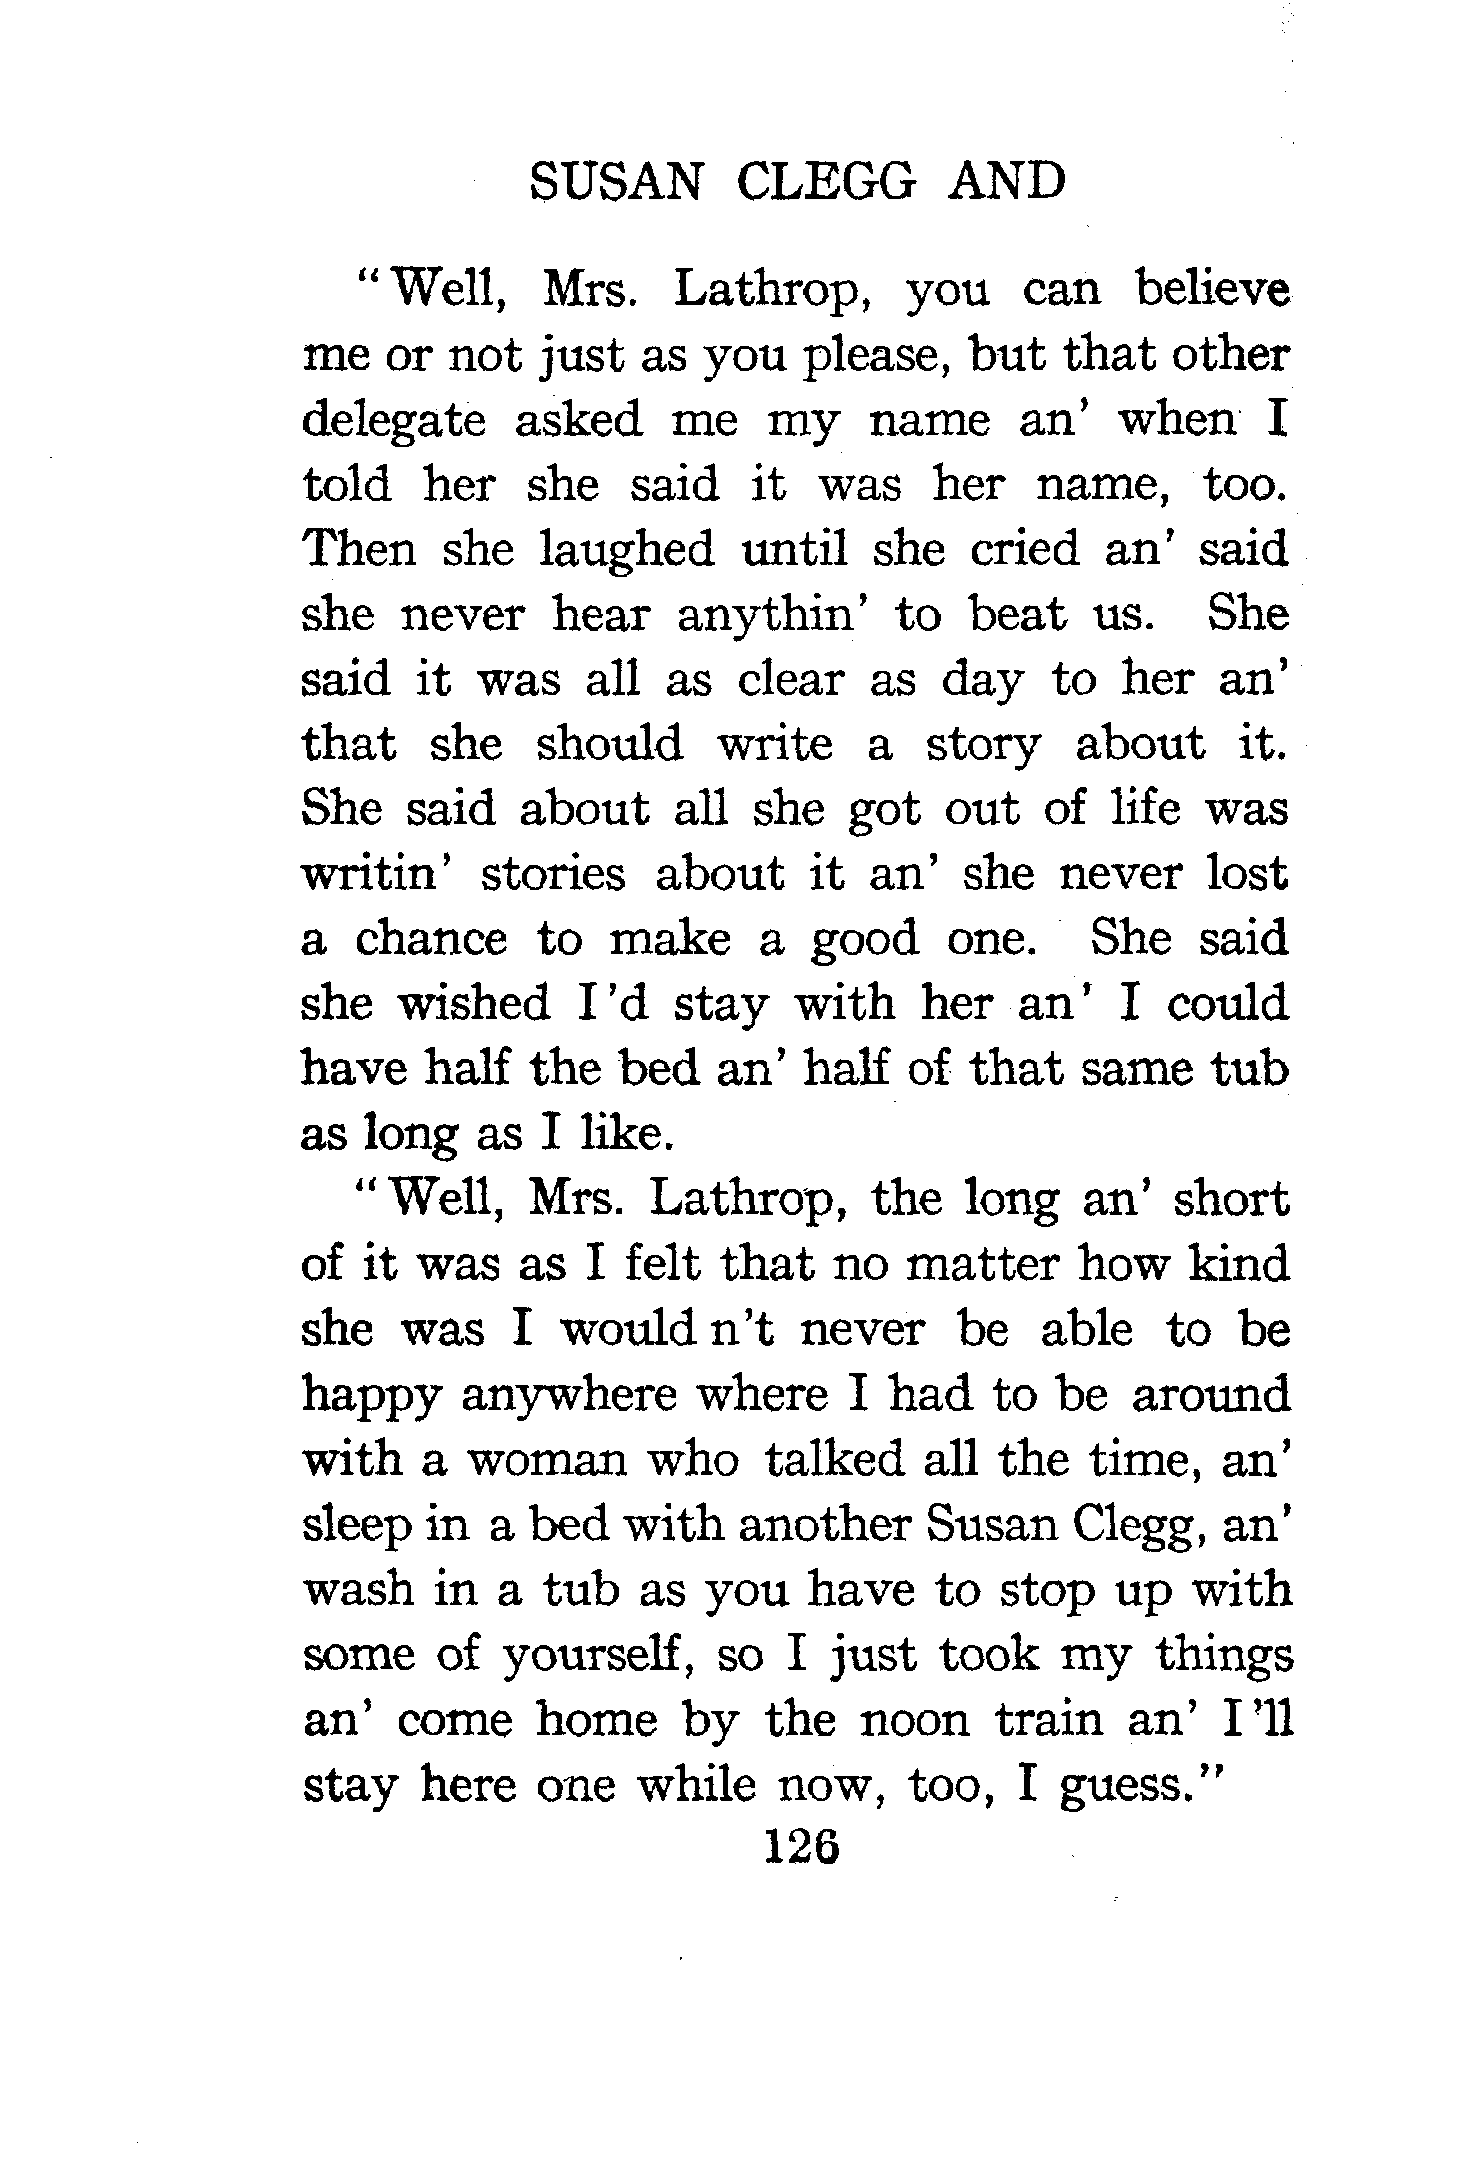 SUSAN CLEGG AND
“Well, Mrs. Lathrop, you can believe
me or not just as you please, but that other
delegate asked me my name an’ when I
told her she said it was her name, too.
Then she laughed until she cried an’ said
she never hear anythin’ to beat us. She
said it was all as clear as day to her an’
that she should write a story about it.
She said about all she got out of life was
writin’ stories about it an’ she never lost
a chance to make a good one. She said
she wished I ’d stay with her an’ I could
have half the bed an’ half of that same tub
as long as I like.
“Well, Mrs. Lathrop, the long an’ short
of it was as I felt that no matter how kind
she was I would n’t never be able to be
happy anywhere where I had to be around
with a woman who talked all the time, an’
sleep in a bed with another Susan Clegg, an’
wash in a tub as you have to stop up with
some of yourself, so I just took my things
an’ come home by the noon train an’ I ’ll
stay here one while now, too, I guess.”
126